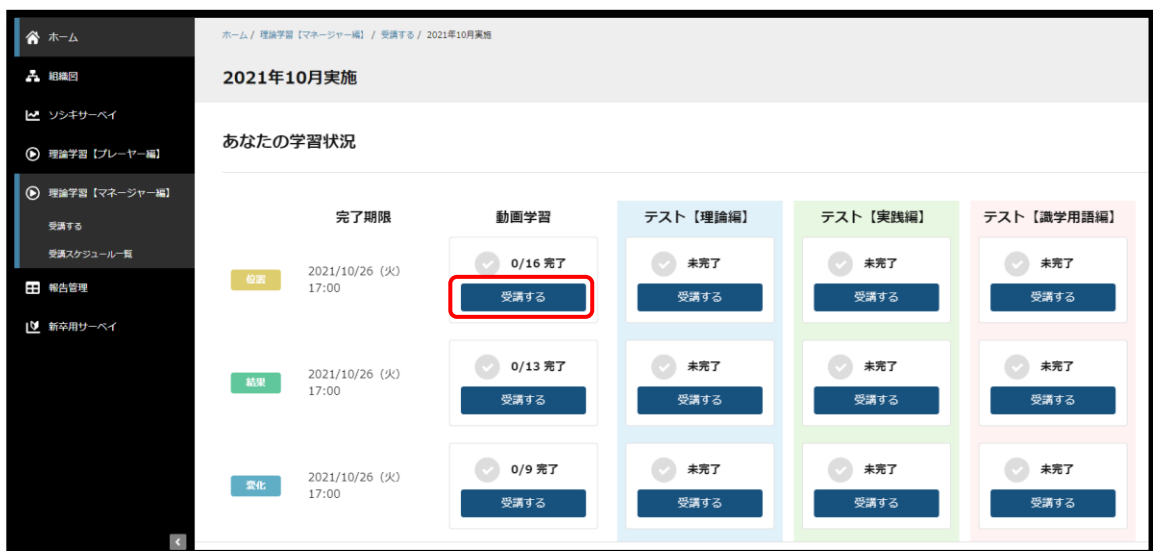 ホーム
組織図
ソシキサーベイ
理論学習【プレーヤー編】
理論学習【マネージャー編】
受講する
受講スケジュール一覧
報告管理
新卒用サーベイ
ホーム / 理論学習【マネージャー編】 / 受講する / 2021年10月実施
2021年10月実施
あなたの学習状況
完了期限 動画学習 テスト【理論編】 テスト【実践編】 テスト【識学用語編】
位置 2021/10/26（火） 17:00
0/16 完了 未完了 未完了 未完了
受講する 受講する 受講する 受講する
結果 2021/10/26（火） 17:00
0/13 完了 未完了 未完了 未完了
受講する 受講する 受講する 受講する
変化 2021/10/26（火） 17:00
0/9 完了 未完了 未完了 未完了
受講する 受講する 受講する 受講する